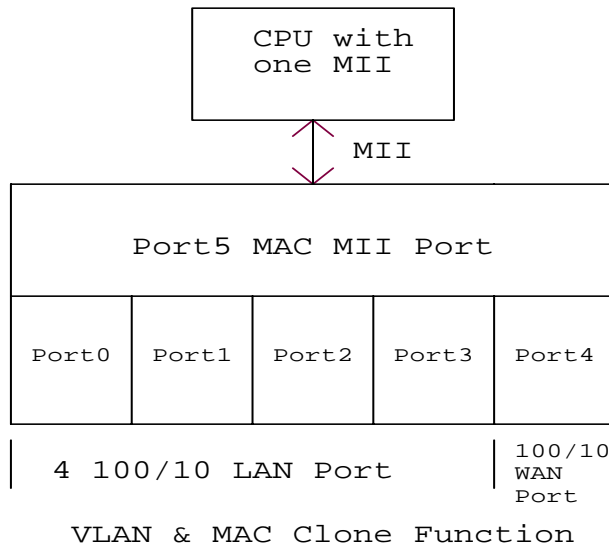 CPU with
one MII
MII
Port5 MAC MII Port
Port0 Port1 Port2 Port3 Port4
4 100/10 LAN Port
100/10
WAN
Port
VLAN & MAC Clone Function